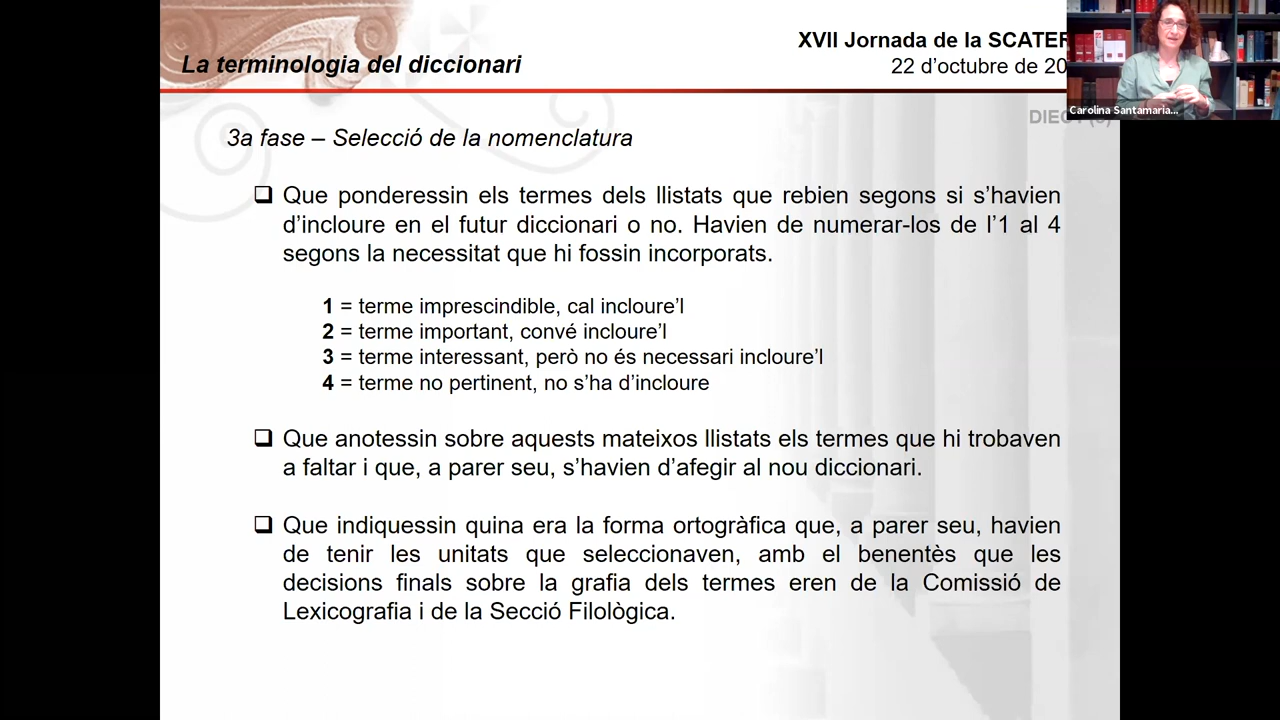 La terminologia del diccionari
XVII Jornada de la
22 d'octubre de
Carolina Santamaria...
3a fase – Selecció de la nomenclatura
❑ Que ponderessin els termes dels llistats que rebien segons si s'havien
d'incloure en el futur diccionari o no. Havien de numerar-los de l'1 al 4
segons la necessitat que hi fossin incorporats.
1 = terme imprescindible, cal incloure'l
2 = terme important, convé incloure'l
3 = terme interessant, però no és necessari incloure'l
4 = terme no pertinent, no s'ha d'incloure
❑ Que anotessin sobre aquests mateixos llistats els termes que hi trobaven
a faltar i que, a parer seu, s'havien d'afegir al nou diccionari.
❑ Que indiquessin quina era la forma ortogràfica que, a parer seu, havien
de tenir les unitats que seleccionaven, amb el benentès que les
decisions finals sobre la grafia dels termes eren de la Comissió de
Lexicografia i de la Secció Filològica.